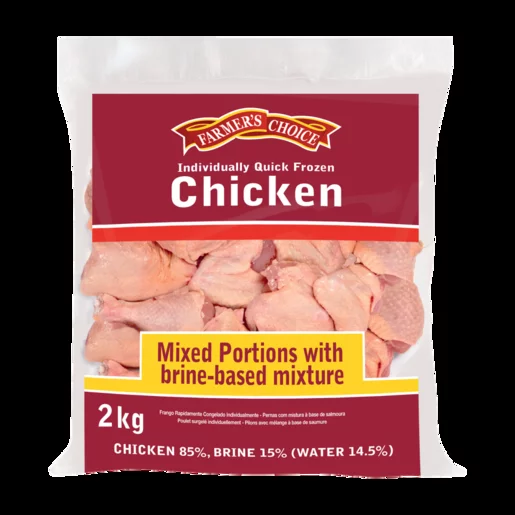 FARMER'S CHOICE
Individually Quick Frozen
Chicken
Mixed Portions with
brine-based mixture
2kg
Frango Rapidamente Congelado Individualmente - Pernas com mistura à base de salmoura
Poulet surgelé individuellement - Pilons avec mélange à base de saumure
CHICKEN 85%, BRINE 15% (WATER 14.5%)